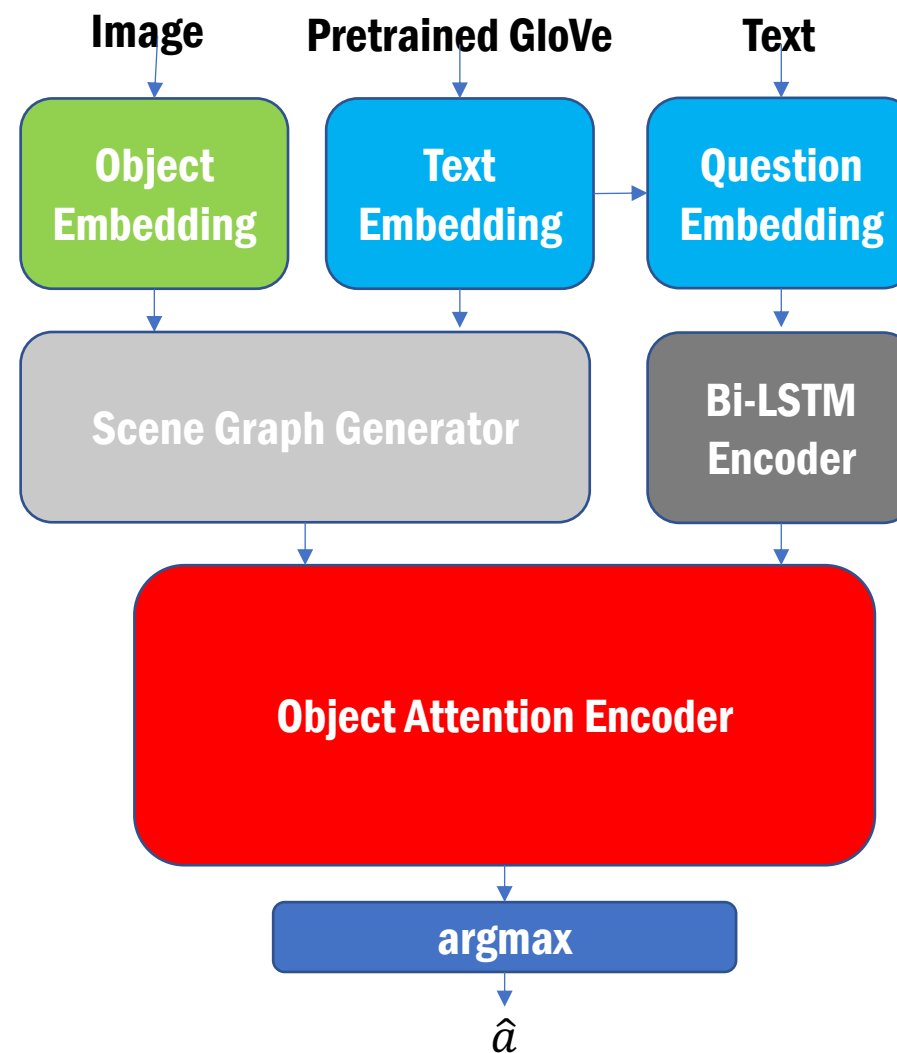 Image
Pretrained GloVe
Text
Object
Embedding
Text
Embedding
Question
Embedding
Scene Graph Generator
Bi-LSTM
Encoder
Object Attention Encoder
argmax
â